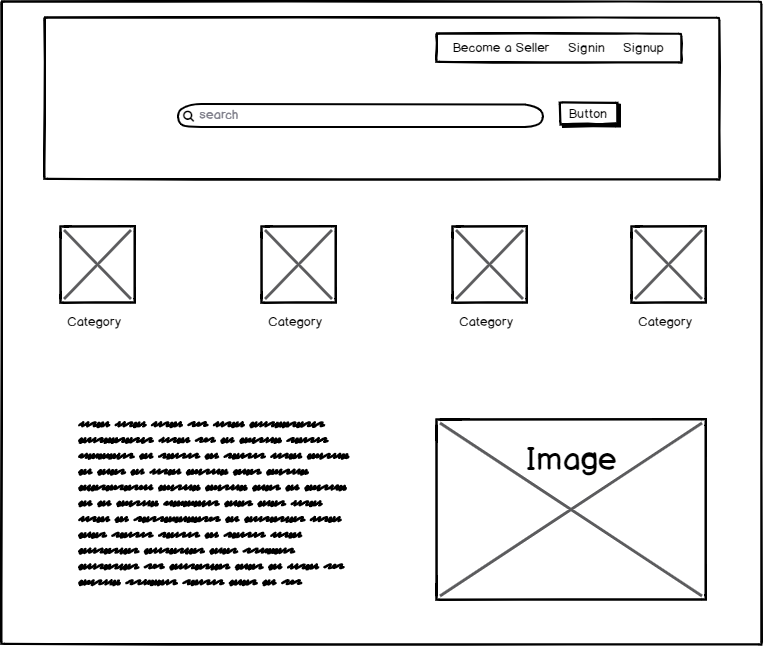 Become a Seller Signin Signup
search
Button
Category Category Category Category
Image